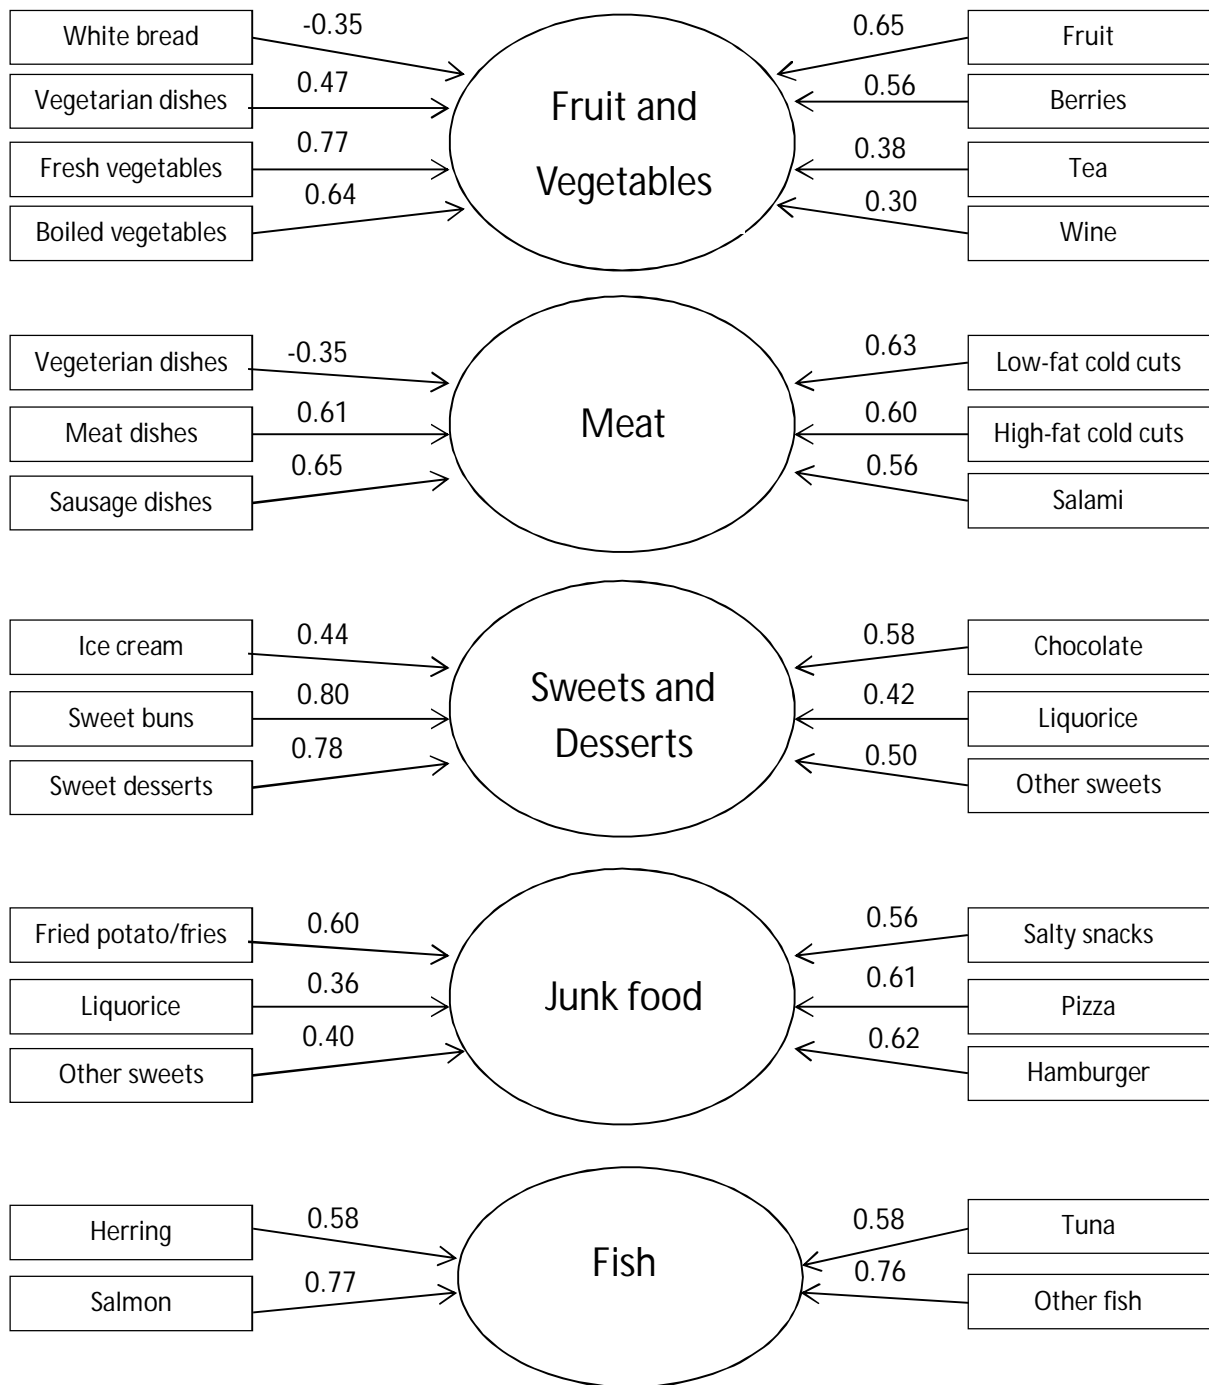 White bread
-0.35
0.65
Fruit
Vegetarian dishes
0.47
0.56
Berries
Fruit and
Vegetables
Fresh vegetables
0.77
0.38
Tea
Boiled vegetables
0.64
0.30
Wine
Vegeterian dishes
-0.35
0.63
Low-fat cold cuts
Meat dishes
0.61
Meat
0.60
High-fat cold cuts
Sausage dishes
0.65
0.56
Salami
Ice cream
0.44
0.58
Chocolate
Sweet buns
0.80
Sweets and
Desserts
0.42
Liquorice
Sweet desserts
0.78
0.50
Other sweets
Fried potato/fries
0.60
0.56
Salty snacks
Liquorice
0.36
Junk food
0.61
Pizza
Other sweets
0.40
0.62
Hamburger
Herring
0.58
Fish
0.58
Tuna
Salmon
0.77
0.76
Other fish